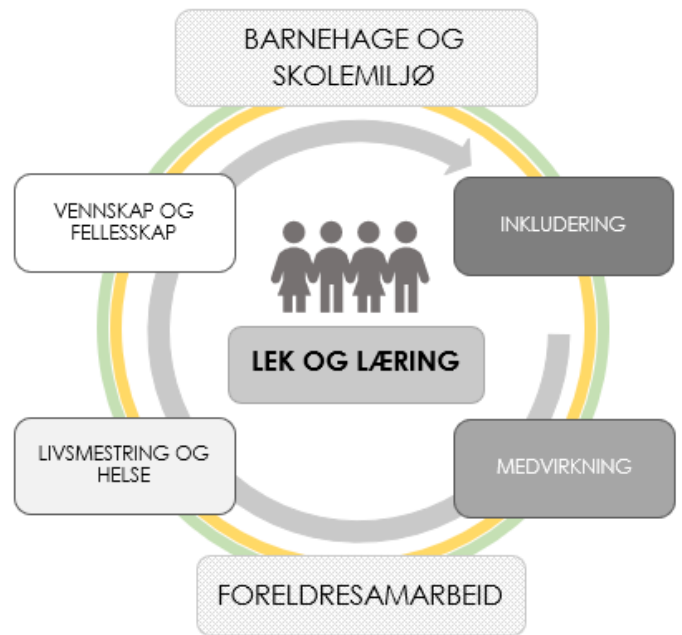 BARNEHAGE OG
SKOLEMILJØ
VENNSKAP OG
FELLESSKAP
INKLUDERING
LEK OG LÆRING
LIVSMESTRING OG
HELSE
MEDVIRKNING
FORELDRESAMARBEID